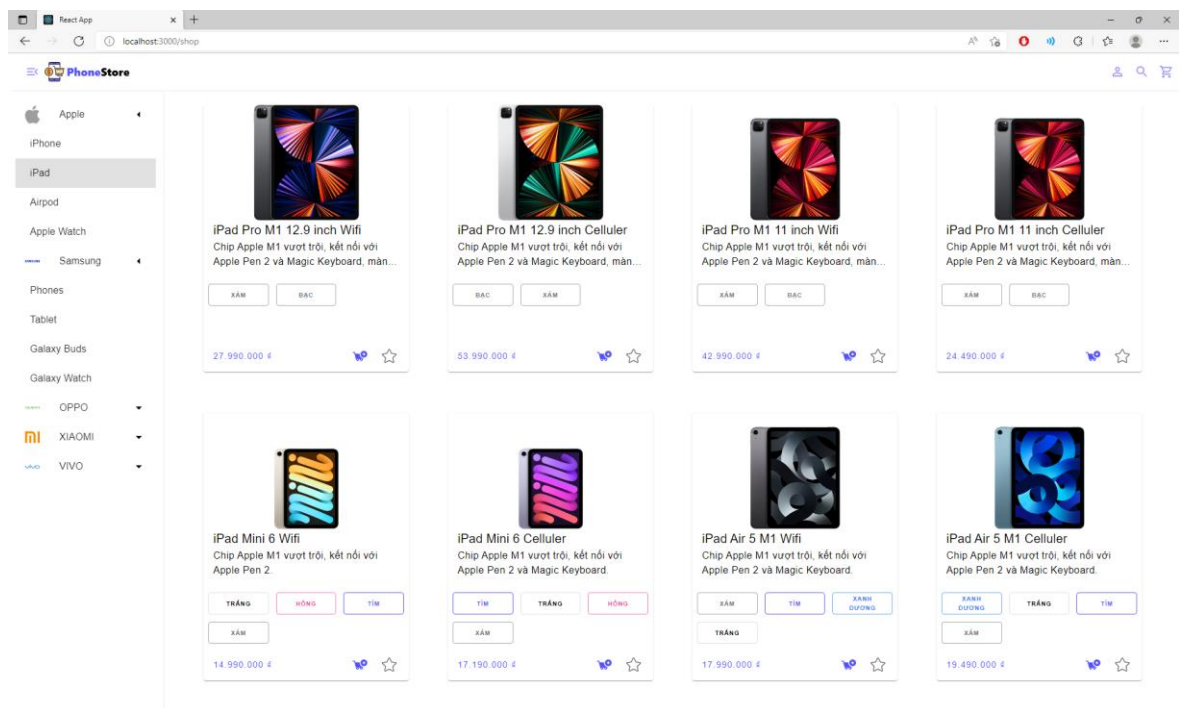 React App
localhost:3000/shop
PhoneStore
Apple
iPhone
iPad
Airpod
Apple Watch
Samsung
Phones
Tablet
Galaxy Buds
Galaxy Watch
OPPO
XIAOMI
VIVO
iPad Pro M1 12.9 inch Wifi
Chip Apple M1 vượt trội, kết nối với
Apple Pen 2 và Magic Keyboard, màn...
XÁM BẠC
27.990.000 ₫
iPad Pro M1 12.9 inch Celluler
Chip Apple M1 vượt trội, kết nối với
Apple Pen 2 và Magic Keyboard, màn...
BẠC XÁM
53.990.000 ₫
iPad Pro M1 11 inch Wifi
Chip Apple M1 vượt trội, kết nối với
Apple Pen 2 và Magic Keyboard, màn...
XÁM BẠC
42.990.000 ₫
iPad Pro M1 11 inch Celluler
Chip Apple M1 vượt trội, kết nối với
Apple Pen 2 và Magic Keyboard, màn...
XÁM BẠC
24.490.000 ₫
iPad Mini 6 Wifi
Chip Apple M1 vượt trội, kết nối với
Apple Pen 2.
TRẮNG HỒNG TÍM
XÁM
14.990.000 ₫
iPad Mini 6 Celluler
Chip Apple M1 vượt trội, kết nối với
Apple Pen 2 và Magic Keyboard.
TÍM TRẮNG HỒNG
XÁM
17.190.000 ₫
iPad Air 5 M1 Wifi
Chip Apple M1 vượt trội, kết nối với
Apple Pen 2 và Magic Keyboard.
XÁM TÍM XANH DƯƠNG
TRẮNG
17.990.000 ₫
iPad Air 5 M1 Celluler
Chip Apple M1 vượt trội, kết nối với
Apple Pen 2 và Magic Keyboard.
XANH DƯƠNG TRẮNG TÍM
XÁM
19.490.000 ₫